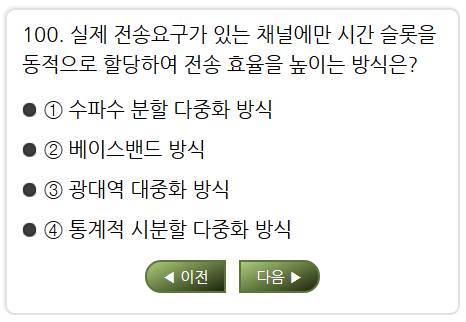 100. 실제 전송요구가 있는 채널에만 시간 슬롯을
동적으로 할당하여 전송 효율을 높이는 방식은?
① 수파수 분할 다중화 방식
② 베이스밴드 방식
③ 광대역 대중화 방식
④ 통계적 시분할 다중화 방식
◀ 이전 다음 ▶